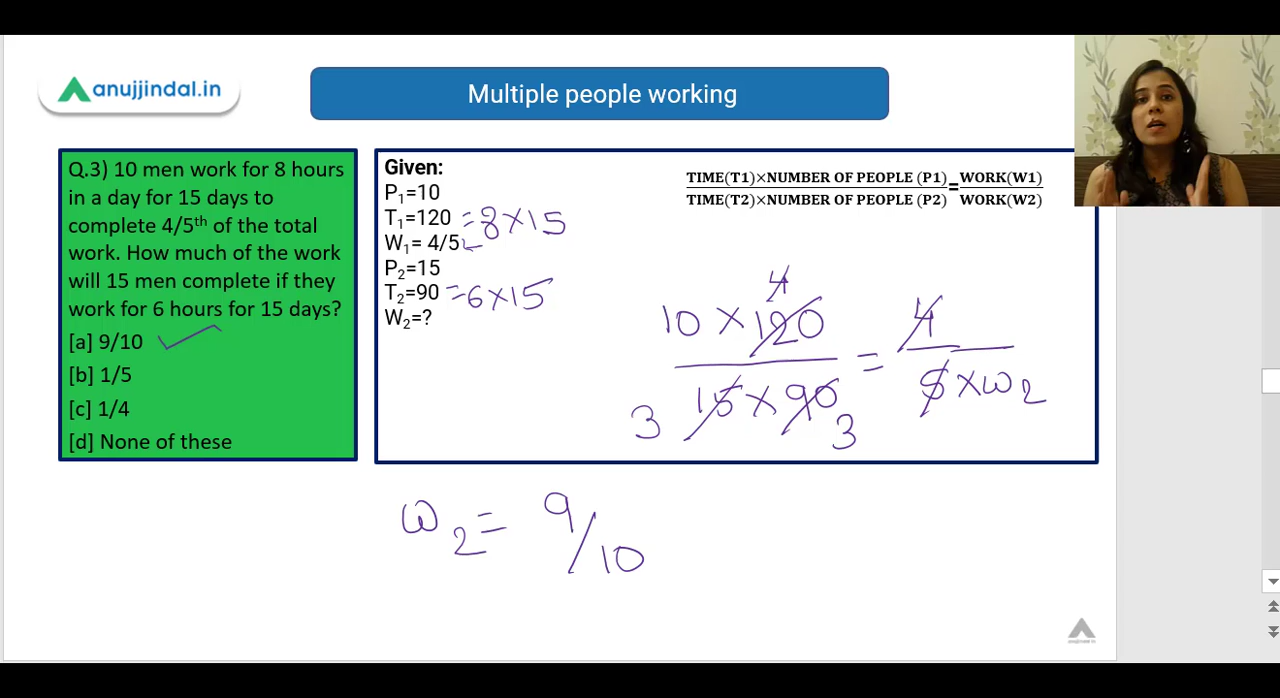 anujjindal.in
Multiple people working
Q.3) 10 men work for 8 hours
in a day for 15 days to
complete 4/5th of the total
work. How much of the work
will 15 men complete if they
work for 6 hours for 15 days?
[a] 9/10
[b] 1/5
[c] 1/4
[d] None of these
Given:
P1=10
T1=120 =8×15
W1= 4/5
P2=15
T2=90 =6×15
W2=?
TIME(T1)×NUMBER OF PEOPLE (P1) = WORK(W1)
TIME(T2)×NUMBER OF PEOPLE (P2) WORK(W2)
4
10 × 120 = 4
3 15 × 90 3 5 × W2
W2 = 9/10
anujjindal.in